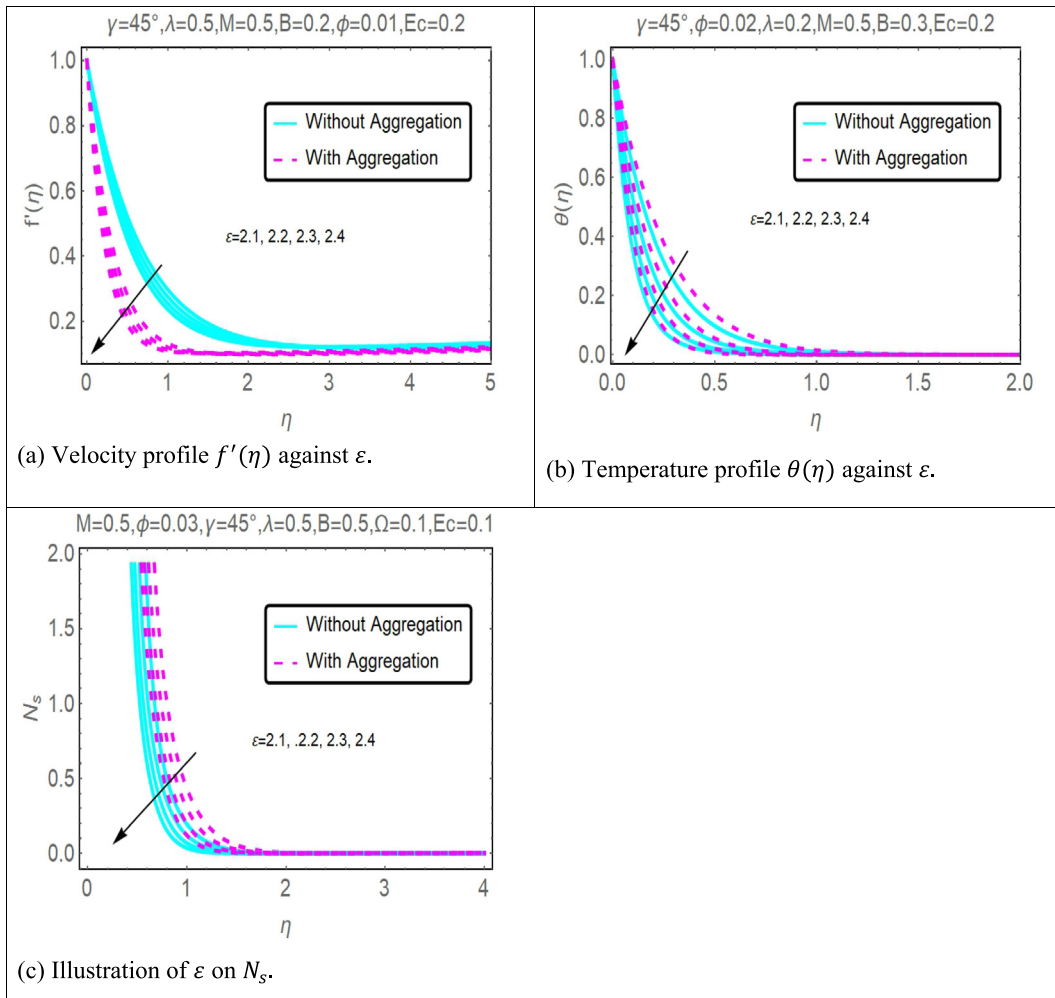 γ=45°,λ=0.5,M=0.5,B=0.2,ϕ=0.01,Ec=0.2
1.0
0.8
0.6
0.4
0.2
f'(η)
Without Aggregation
With Aggregation
ε=2.1, 2.2, 2.3, 2.4
0 1 2 3 4 5
η
(a) Velocity profile f′(η) against ε.
γ=45°,ϕ=0.02,λ=0.2,M=0.5,B=0.3,Ec=0.2
1.0
0.8
0.6
0.4
0.2
0.0
θ(η)
Without Aggregation
With Aggregation
ε=2.1, 2.2, 2.3, 2.4
0.0 0.5 1.0 1.5 2.0
η
(b) Temperature profile θ(η) against ε.
M=0.5,ϕ=0.03,γ=45°,λ=0.5,B=0.5,Ω=0.1,Ec=0.1
2.0
1.5
1.0
0.5
0.0
Nₛ
Without Aggregation
With Aggregation
ε=2.1, .2.2, 2.3, 2.4
0 1 2 3 4
η
(c) Illustration of ε on Nₛ.